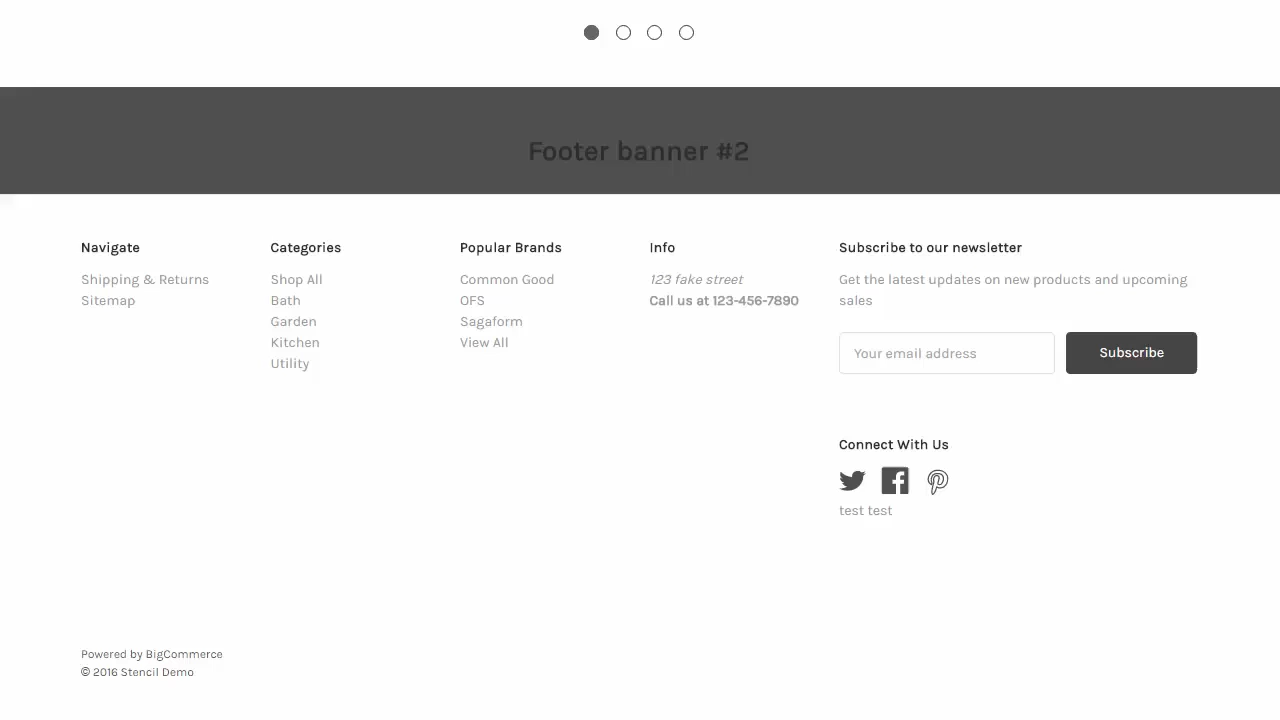 Footer banner #2
Navigate
Shipping & Returns
Sitemap
Categories
Shop All
Bath
Garden
Kitchen
Utility
Popular Brands
Common Good
OFS
Sagaform
View All
Info
123 fake street
Call us at 123-456-7890
Subscribe to our newsletter
Get the latest updates on new products and upcoming
sales
Your email address
Subscribe
Connect With Us
test test
Powered by BigCommerce
© 2016 Stencil Demo